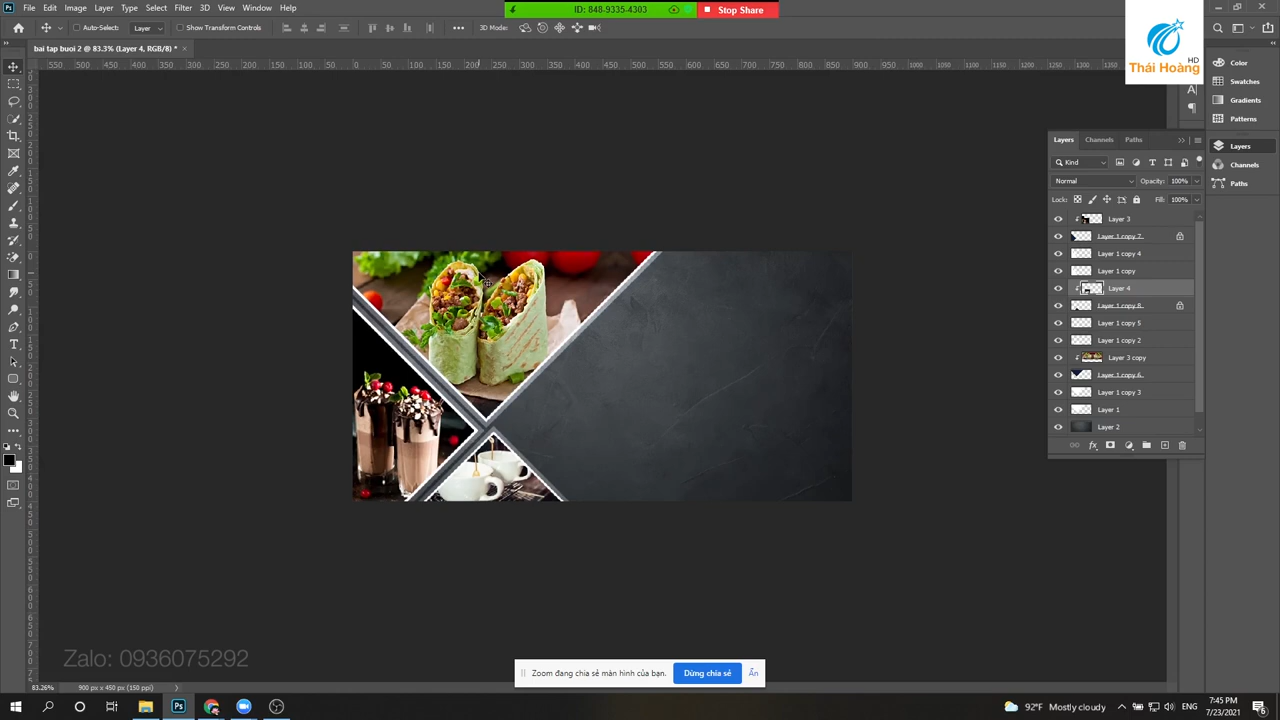 File Edit Image Layer Type Select Filter 3D View Window Help
ID: 848-9335-4303 Stop Share
Auto-Select: Layer Show Transform Controls 3D Mode:
bai tap buoi 2 @ 83.3% (Layer 4, RGB/8) *
HD
Thái Hoàng
Color
Swatches
Gradients
Patterns
Layers
Channels
Paths
Layers Channels Paths
Kind
Normal Opacity: 100%
Lock: Fill: 100%
Layer 3
Layer 1 copy 7
Layer 1 copy 4
Layer 1 copy
Layer 4
Layer 1 copy 8
Layer 1 copy 5
Layer 1 copy 2
Layer 3 copy
Layer 1 copy 6
Layer 1 copy 3
Layer 1
Layer 2
Zalo: 0936075292
Zoom đang chia sẻ màn hình của bạn. Dừng chia sẻ Ẩn
83.26% 900 px x 450 px (150 ppi)
92°F Mostly cloudy
7:45 PM
7/23/2021